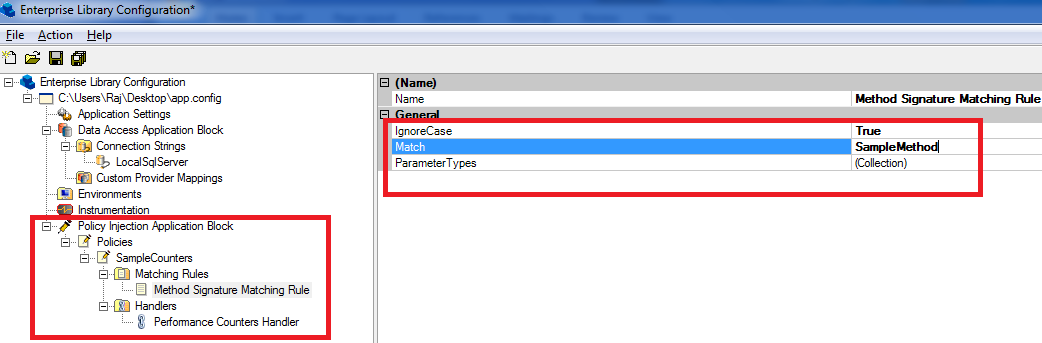 Enterprise Library Configuration*
File Action Help
Enterprise Library Configuration
C:\Users\Raj\Desktop\app.config
Application Settings
Data Access Application Block
Connection Strings
LocalSqlServer
Custom Provider Mappings
Environments
Instrumentation
Policy Injection Application Block
Policies
SampleCounters
Matching Rules
Method Signature Matching Rule
Handlers
Performance Counters Handler
(Name)
Name Method Signature Matching Rule
General
IgnoreCase True
Match SampleMethod
ParameterTypes (Collection)